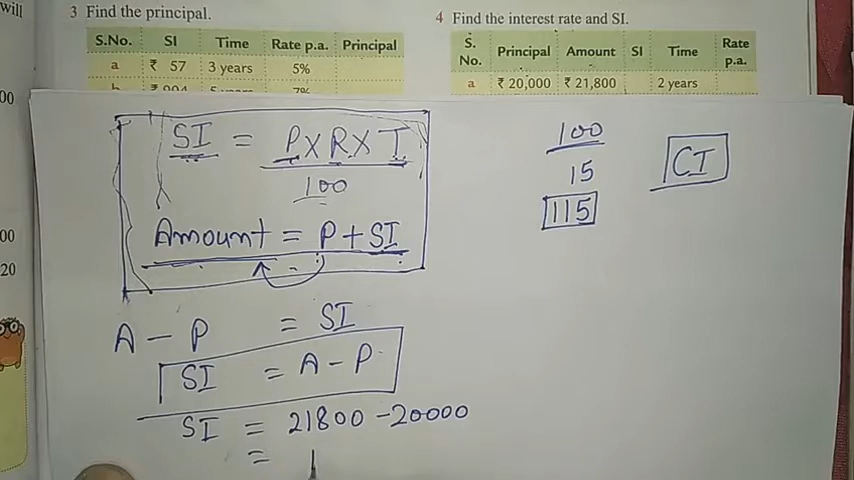 will
00
00
20
3 Find the principal.
S.No. SI Time Rate p.a. Principal
a ₹ 57 3 years 5%
4 Find the interest rate and SI.
S. No. Principal Amount SI Time Rate p.a.
a ₹ 20,000 ₹ 21,800 2 years
SI = P X R X T
100
Amount = P + SI
A - P = SI
SI = A - P
SI = 21800 - 20000
=
100
15
115
CI